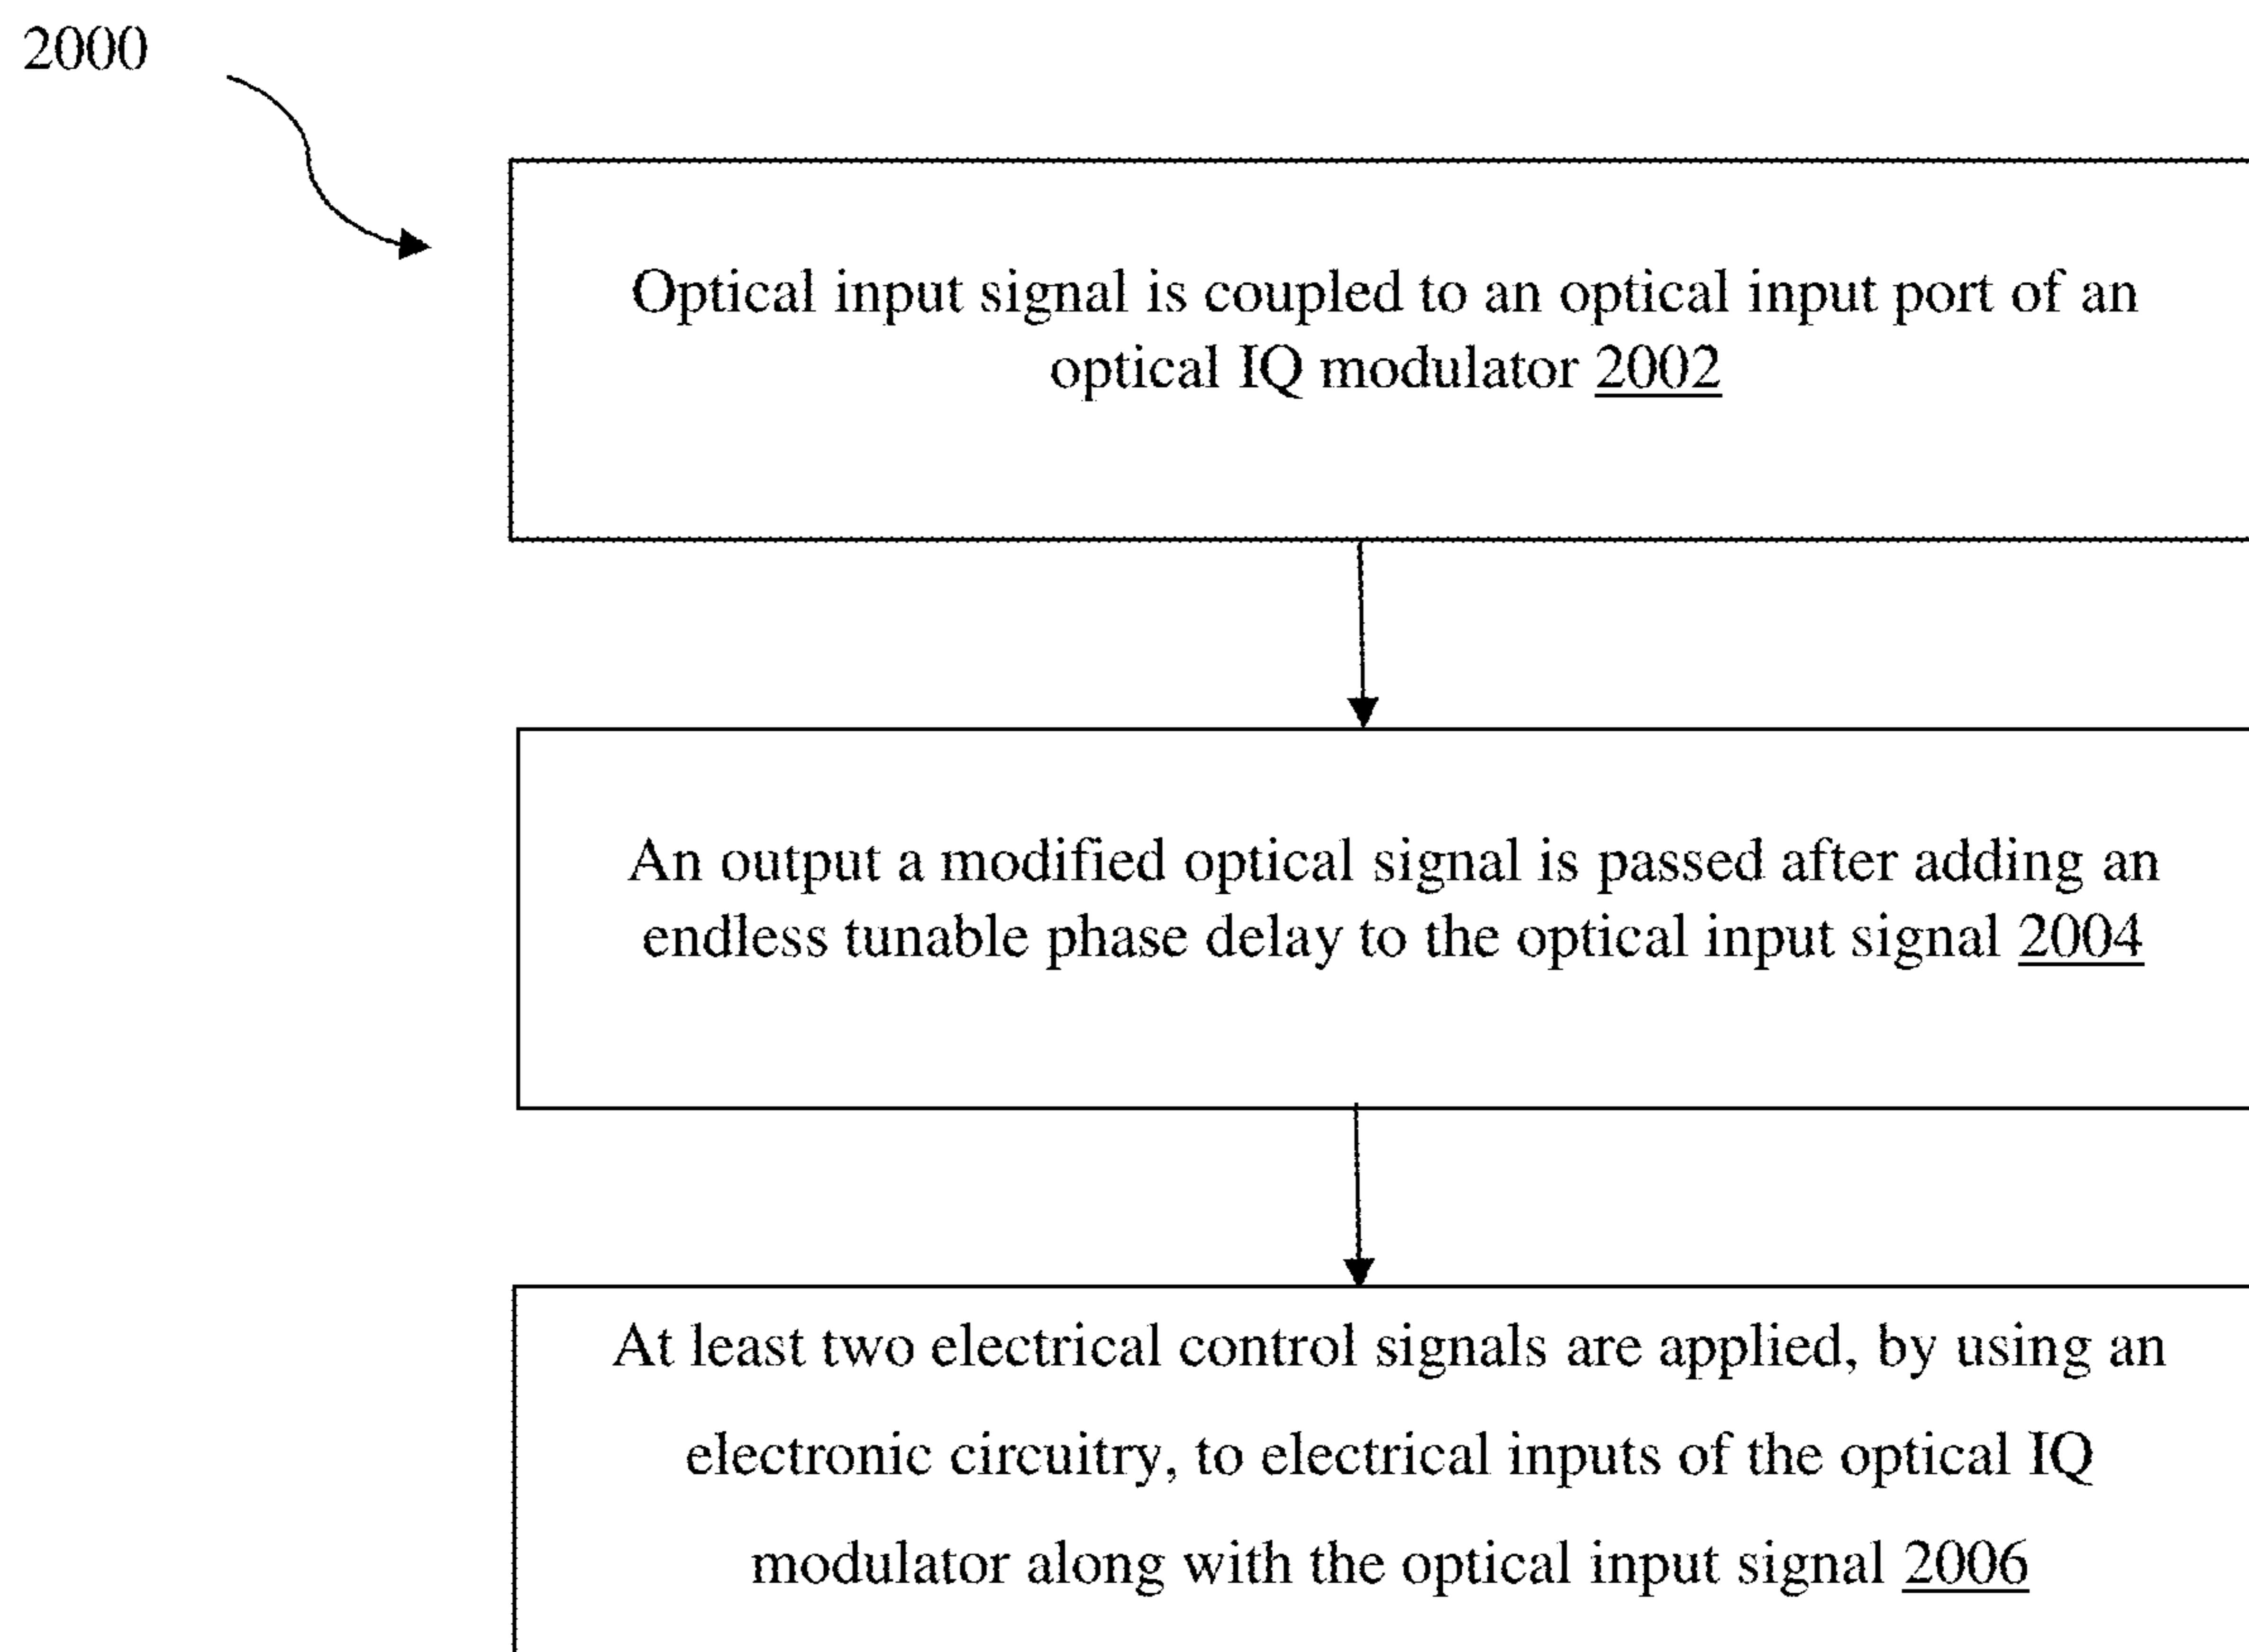 2000
Optical input signal is coupled to an optical input port of an
optical IQ modulator 2002
An output a modified optical signal is passed after adding an
endless tunable phase delay to the optical input signal 2004
At least two electrical control signals are applied, by using an
electronic circuitry, to electrical inputs of the optical IQ
modulator along with the optical input signal 2006